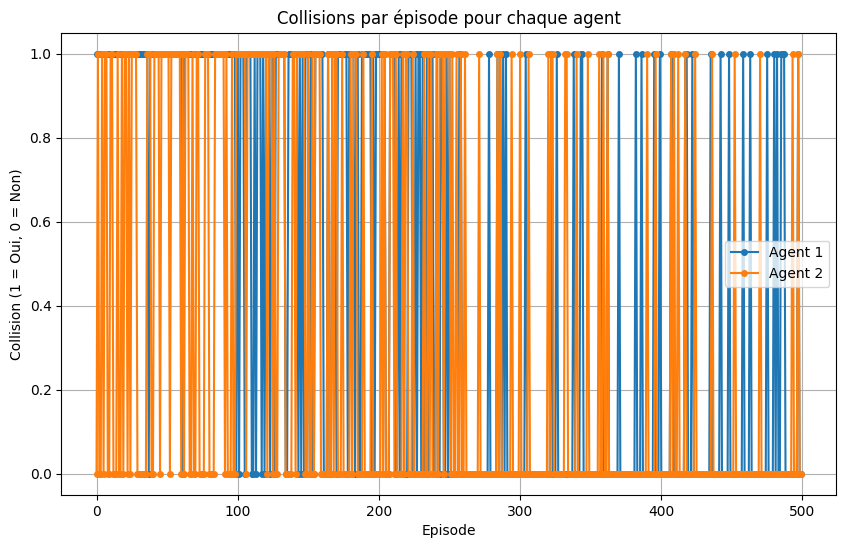 Collisions par épisode pour chaque agent
Collision (1 = Oui, 0 = Non)
1.0
0.8
0.6
0.4
0.2
0.0
Agent 1
Agent 2
0
100
200
300
400
500
Episode